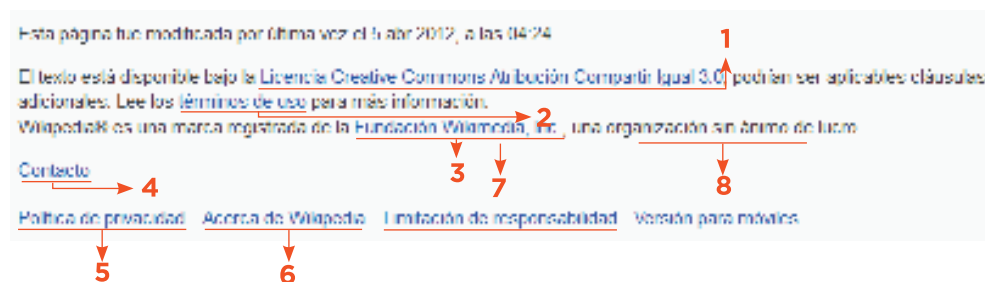 Esta página fue modificada por última vez el 5 abr 2012, a las 04:24
1
El texto está disponible bajo la Licencia Creative Commons Atribución Compartir Igual 3.0; podrían ser aplicables cláusulas
adicionales. Lee los términos de uso para más información.
2
Wikipedia® es una marca registrada de la Fundación Wikimedia, Inc., una organización sin ánimo de lucro
3 7 8
Contacto
4
Política de privacidad Acerca de Wikipedia Limitación de responsabilidad Versión para móviles
5 6